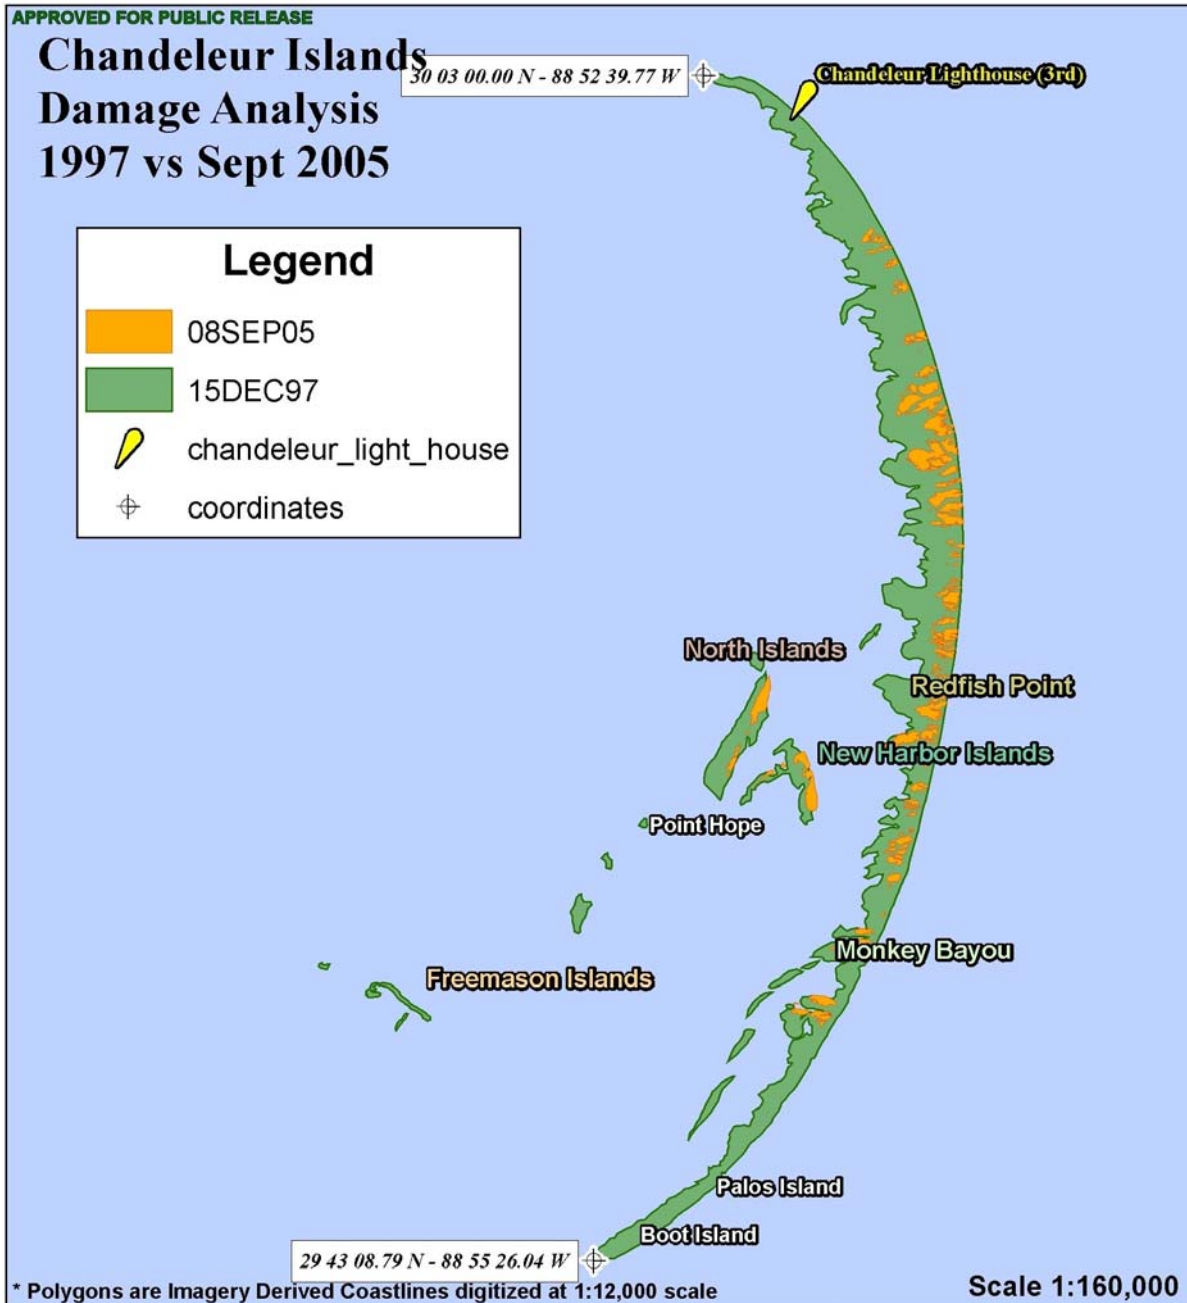 APPROVED FOR PUBLIC RELEASE
Chandeleur Islands
Damage Analysis
1997 vs Sept 2005
30 03 00.00 N - 88 52 39.77 W
Chandeleur Lighthouse (3rd)
Legend
08SEP05
15DEC97
chandeleur_light_house
coordinates
North Islands
Redfish Point
New Harbor Islands
Point Hope
Monkey Bayou
Freemason Islands
Palos Island
Boot Island
29 43 08.79 N - 88 55 26.04 W
* Polygons are Imagery Derived Coastlines digitized at 1:12,000 scale
Scale 1:160,000